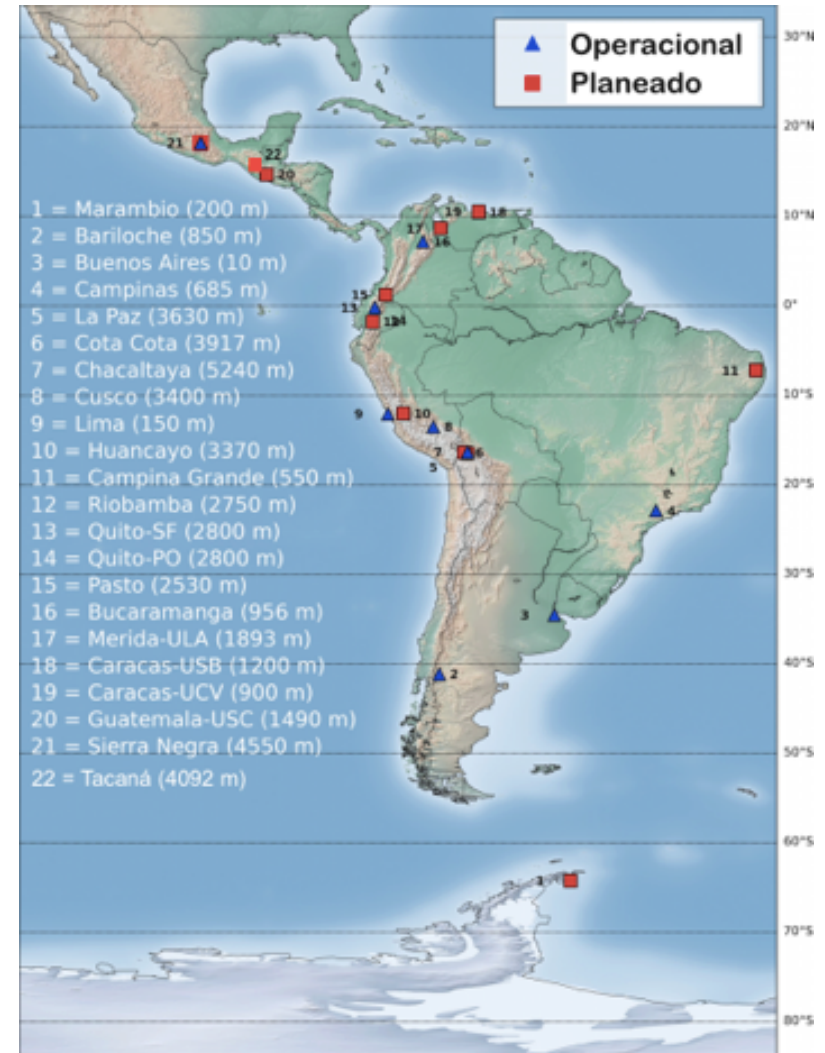 Operacional
Planeado
30°N
20°N
10°N
0°
10°S
20°S
30°S
40°S
50°S
60°S
70°S
80°S
21
22
20
19
18
17
16
15
13
12
14
11
9
10
8
7
6
5
4
3
2
1
1 = Marambio (200 m)
2 = Bariloche (850 m)
3 = Buenos Aires (10 m)
4 = Campinas (685 m)
5 = La Paz (3630 m)
6 = Cota Cota (3917 m)
7 = Chacaltaya (5240 m)
8 = Cusco (3400 m)
9 = Lima (150 m)
10 = Huancayo (3370 m)
11 = Campina Grande (550 m)
12 = Riobamba (2750 m)
13 = Quito-SF (2800 m)
14 = Quito-PO (2800 m)
15 = Pasto (2530 m)
16 = Bucaramanga (956 m)
17 = Merida-ULA (1893 m)
18 = Caracas-USB (1200 m)
19 = Caracas-UCV (900 m)
20 = Guatemala-USC (1490 m)
21 = Sierra Negra (4550 m)
22 = Tacaná (4092 m)